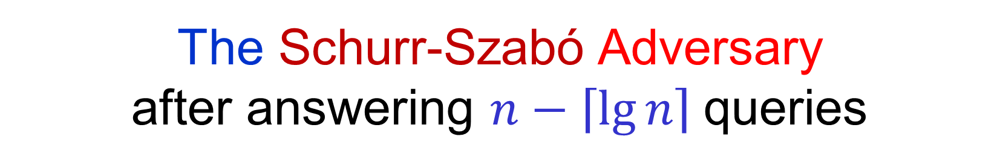 The Schurr-Szabó Adversary
after answering n − ⌈lg n⌉ queries